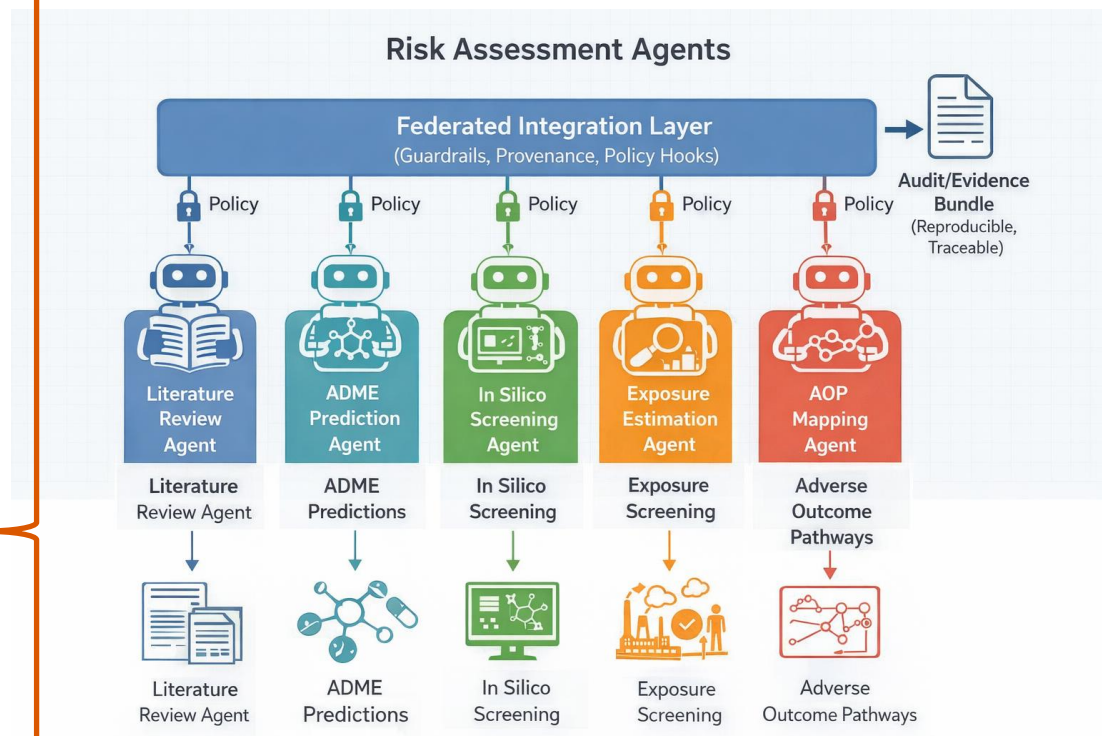 Risk Assessment Agents
Federated Integration Layer
(Guardrails, Provenance, Policy Hooks)
Audit/Evidence
Bundle
(Reproducible,
Traceable)
Policy
Policy
Policy
Policy
Policy
Literature
Review
Agent
ADME
Prediction
Agent
In Silico
Screening
Agent
Exposure
Estimation
Agent
AOP
Mapping
Agent
Literature
Review Agent
ADME
Predictions
In Silico
Screening
Exposure
Screening
Adverse
Outcome
Pathways
Literature
Review Agent
ADME
Predictions
In Silico
Screening
Exposure
Screening
Adverse
Outcome Pathways